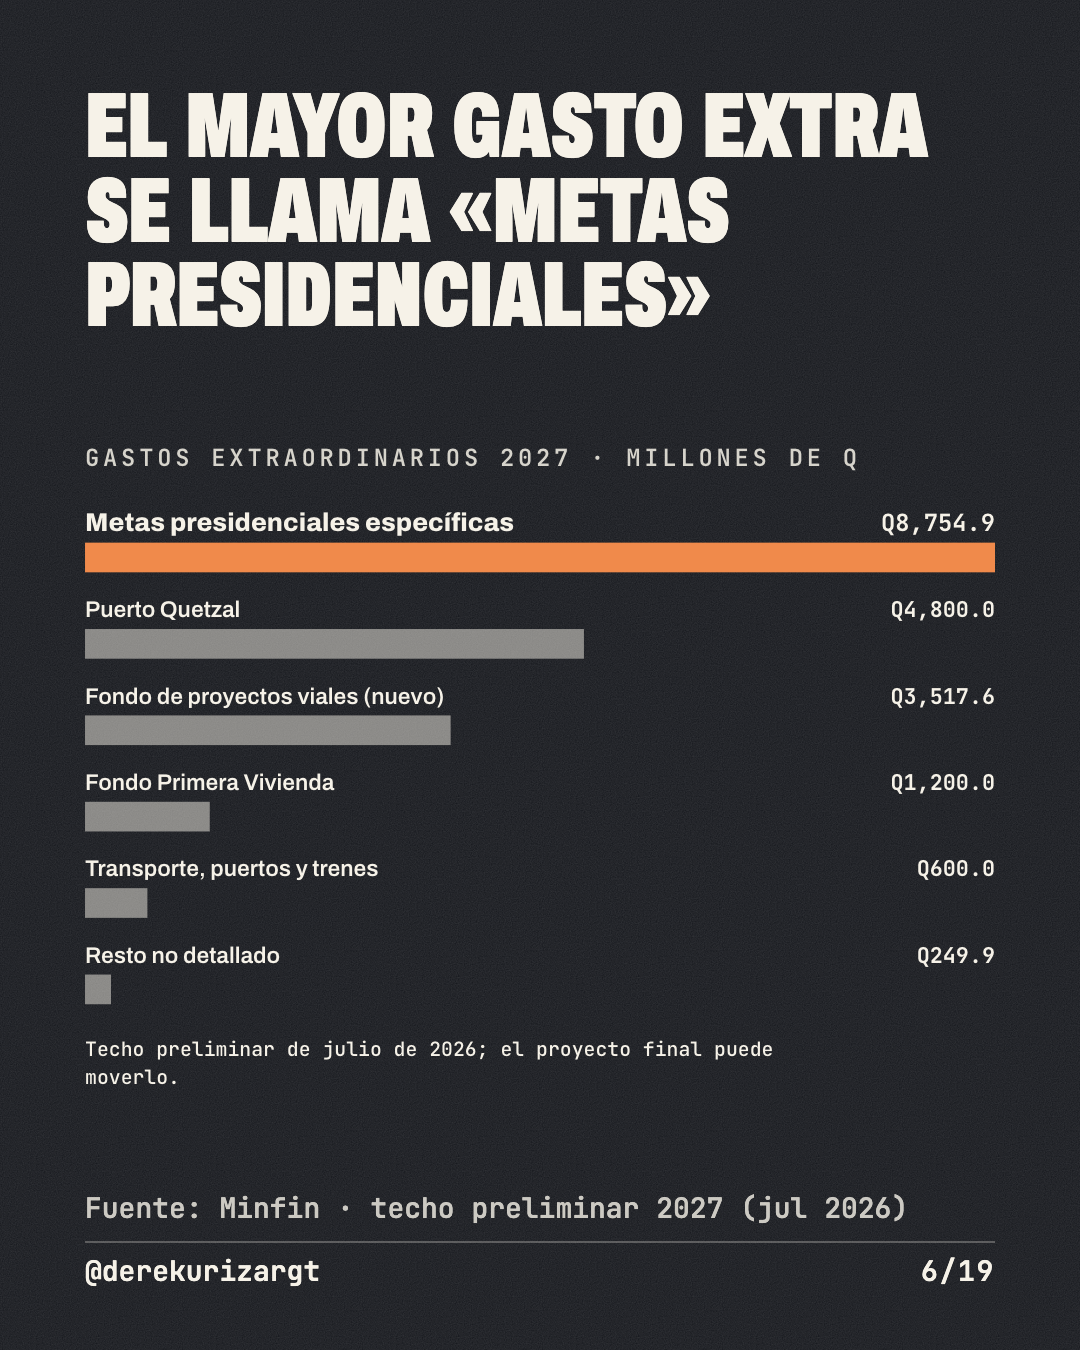 EL MAYOR GASTO EXTRA
SE LLAMA «METAS
PRESIDENCIALES»
GASTOS EXTRAORDINARIOS 2027 · MILLONES DE Q
Metas presidenciales específicas Q8,754.9
Puerto Quetzal Q4,800.0
Fondo de proyectos viales (nuevo) Q3,517.6
Fondo Primera Vivienda Q1,200.0
Transporte, puertos y trenes Q600.0
Resto no detallado Q249.9
Techo preliminar de julio de 2026; el proyecto final puede
moverlo.
Fuente: Minfin · techo preliminar 2027 (jul 2026)
@derekurizargt 6/19